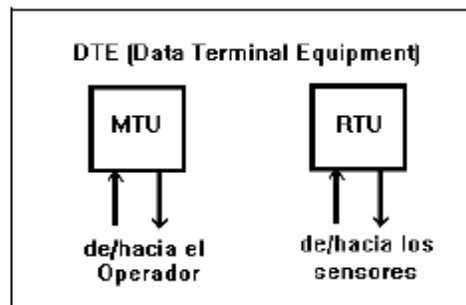 DTE (Data Terminal Equipment)
MTU
RTU
de/hacia el
Operador
de/hacia los
sensores